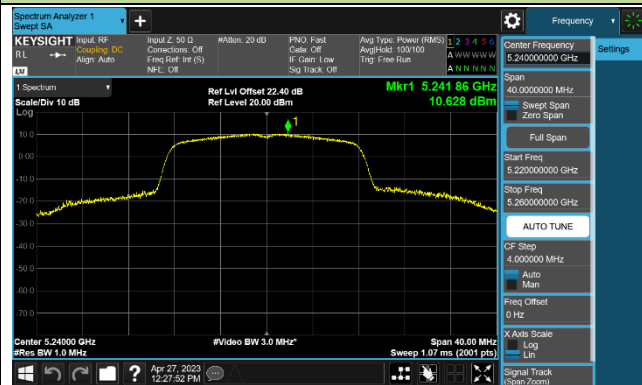 Spectrum Analyzer 1
Swept SA
Frequency
KEYSIGHT
Input: RF
Input Z: 50 Ω
#Atten: 20 dB
PNO: Fast
Avg Type: Power (RMS)
1 2 3 4 5 6
RL
Coupling: DC
Corrections: Off
Gate: Off
Avg|Hold: 100/100
A W W W W W
Align: Auto
Freq Ref: Int (S)
IF Gain: Low
Trig: Free Run
NFE: Off
Sig Track: Off
A N N N N N
LXI
1 Spectrum
Ref Lvl Offset 22.40 dB
Mkr1 5.241 86 GHz
Scale/Div 10 dB
Ref Level 20.00 dBm
10.628 dBm
Log
1
10.0
0.00
-10.0
-20.0
-30.0
-40.0
-50.0
-60.0
-70.0
Center 5.24000 GHz
#Video BW 3.0 MHz*
Span 40.00 MHz
#Res BW 1.0 MHz
Sweep 1.07 ms (2001 pts)
Apr 27, 2023
12:27:52 PM
?
Center Frequency
5.240000000 GHz
Settings
Span
40.0000000 MHz
Swept Span
Zero Span
Full Span
Start Freq
5.220000000 GHz
Stop Freq
5.260000000 GHz
AUTO TUNE
CF Step
4.000000 MHz
Auto
Man
Freq Offset
0 Hz
X Axis Scale
Log
Lin
Signal Track
(Span Zoom)